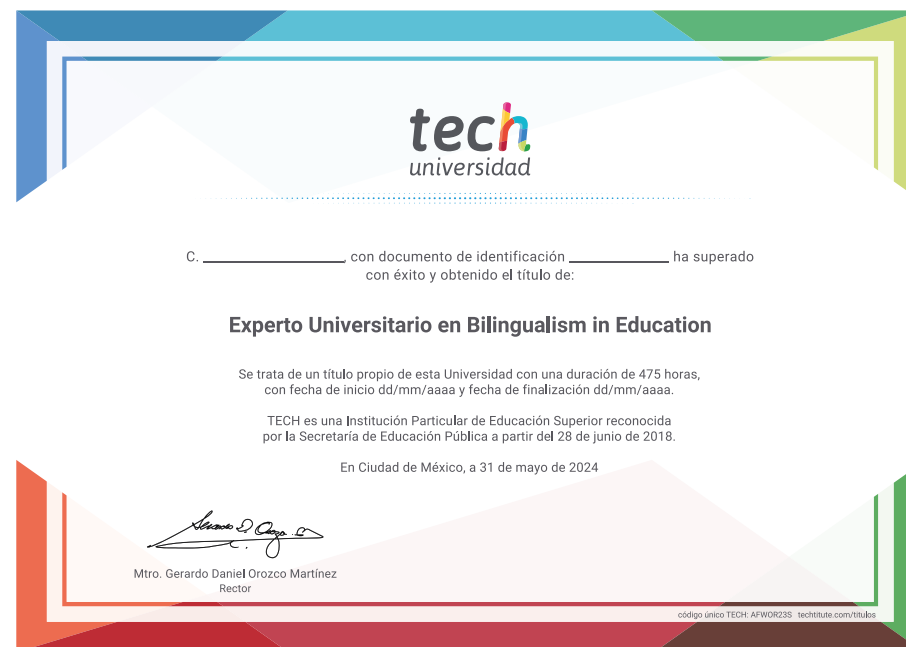 tech
universidad
C. ____________, con documento de identificación ____________ ha superado
con éxito y obtenido el título de:
Experto Universitario en Bilingualism in Education
Se trata de un título propio de esta Universidad con una duración de 475 horas,
con fecha de inicio dd/mm/aaaa y fecha de finalización dd/mm/aaaa.
TECH es una Institución Particular de Educación Superior reconocida
por la Secretaría de Educación Pública a partir del 28 de junio de 2018.
En Ciudad de México, a 31 de mayo de 2024
Mtro. Gerardo Daniel Orozco Martínez
Rector
código único TECH: AFWOR23S techtitute.com/titulos